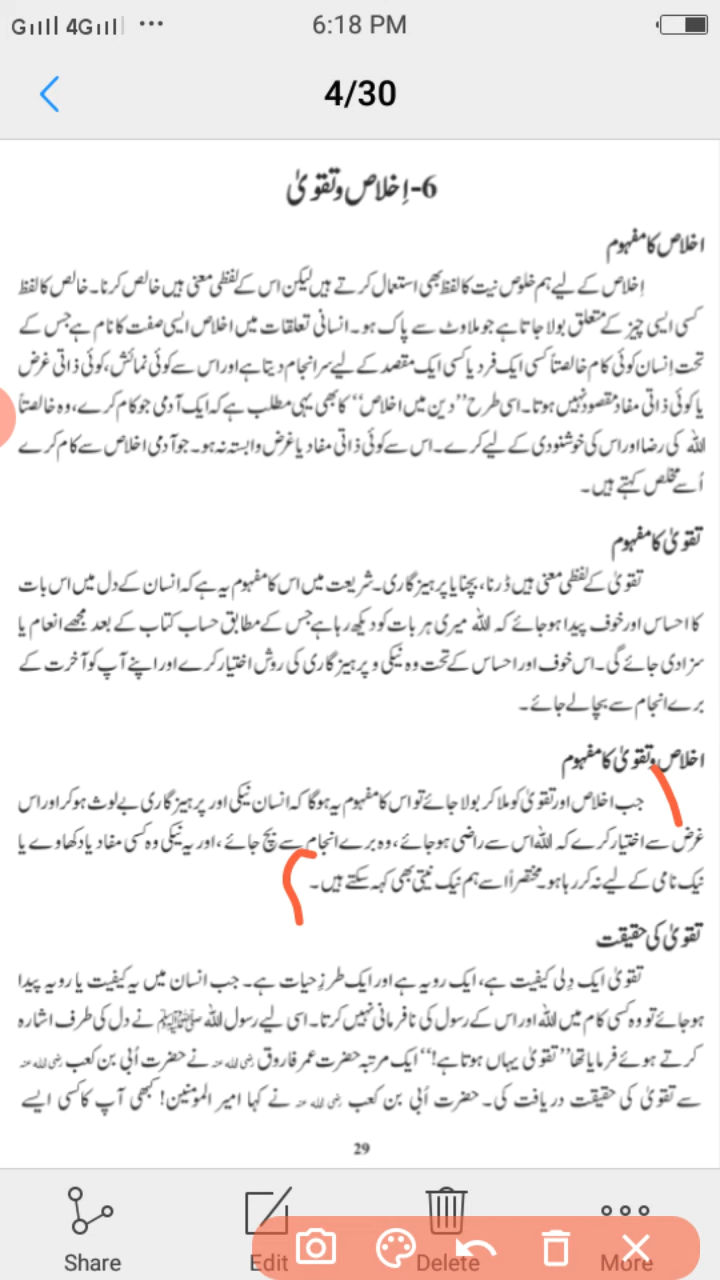 G 4G ... 6:18 PM
4/30
6-اِخلاص و تقویٰ
اخلاص کا مفہوم
اِخلاص کے لیے ہم خلوص نیت کا لفظ بھی استعمال کرتے ہیں لیکن اس کے لفظی معنی ہیں خالص کرنا۔ خالص کا لفظ
کسی ایسی چیز کے متعلق بولا جاتا ہے جو ملاوٹ سے پاک ہو۔ انسانی تعلقات میں اخلاص ایسی صفت کا نام ہے جس کے
تحت اِنسان کوئی کام خالصتاً کسی ایک فرد یا کسی ایک مقصد کے لیے سرانجام دیتا ہے اور اس سے کوئی نمائش، کوئی ذاتی غرض
یا کوئی ذاتی مفاد مقصود نہیں ہوتا۔ اسی طرح ”دین میں اخلاص“ کا بھی یہی مطلب ہے کہ ایک آدمی جو کام کرے، وہ خالصتاً
اللہ کی رضا اور اس کی خوشنودی کے لیے کرے۔ اس سے کوئی ذاتی مفاد یا غرض وابستہ نہ ہو۔ جو آدمی اخلاص سے کام کرے
اُسے مخلص کہتے ہیں۔
تقویٰ کا مفہوم
تقویٰ کے لفظی معنی ہیں ڈرنا، بچنا یا پرہیز گاری۔ شریعت میں اس کا مفہوم یہ ہے کہ انسان کے دل میں اس بات
کا احساس اور خوف پیدا ہو جائے کہ اللہ میری ہر بات کو دیکھ رہا ہے جس کے مطابق حساب کتاب کے بعد مجھے انعام یا
سزا دی جائے گی۔ اس خوف اور احساس کے تحت وہ نیکی و پرہیز گاری کی روش اختیار کرے اور اپنے آپ کو آخرت کے
برے انجام سے بچا لے جائے۔
اخلاص و تقویٰ کا مفہوم
جب اخلاص اور تقویٰ کو ملا کر بولا جائے تو اس کا مفہوم یہ ہوگا کہ انسان نیکی اور پرہیز گاری بے لوث ہو کر اور اس
غرض سے اختیار کرے کہ اللہ اس سے راضی ہو جائے، وہ برے انجام سے بچ جائے، اور یہ نیکی وہ کسی مفاد یا دکھاوے یا
نیک نامی کے لیے نہ کر رہا ہو۔ مختصراً اسے ہم نیک نیتی بھی کہہ سکتے ہیں۔
تقویٰ کی حقیقت
تقویٰ ایک دِلی کیفیت ہے، ایک رویہ ہے اور ایک طرزِ حیات ہے۔ جب انسان میں یہ کیفیت یا رویہ پیدا
ہو جائے تو وہ کسی کام میں اللہ اور اس کے رسول کی نافرمانی نہیں کرتا۔ اسی لیے رسول اللہ ﷺ نے دل کی طرف اشارہ
کرتے ہوئے فرمایا تھا ”تقویٰ یہاں ہوتا ہے!“ ایک مرتبہ حضرت عمر فاروق رضی اللہ عنہ نے حضرت اُبی بن کعب رضی اللہ عنہ
سے تقویٰ کی حقیقت دریافت کی۔ حضرت اُبی بن کعب رضی اللہ عنہ نے کہا امیر المومنین! کبھی آپ کا کسی ایسے
29
Share Edit Delete More